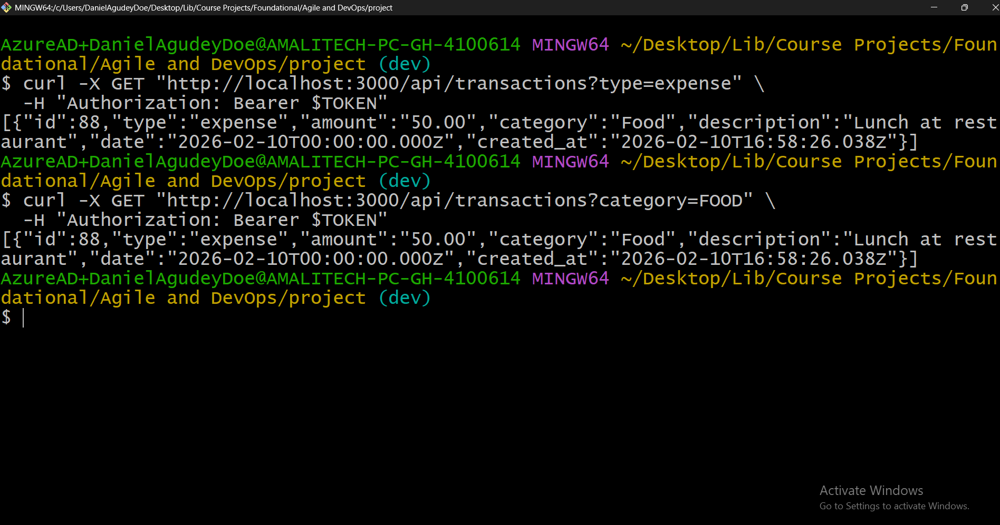 MINGW64:/c/Users/DanielAgudeyDoe/Desktop/Lib/Course Projects/Foundational/Agile and DevOps/project
AzureAD+DanielAgudeyDoe@AMALITECH-PC-GH-4100614 MINGW64 ~/Desktop/Lib/Course Projects/Foun
dational/Agile and DevOps/project (dev)
$ curl -X GET "http://localhost:3000/api/transactions?type=expense" \
  -H "Authorization: Bearer $TOKEN"
[{"id":88,"type":"expense","amount":"50.00","category":"Food","description":"Lunch at rest
aurant","date":"2026-02-10T00:00:00.000Z","created_at":"2026-02-10T16:58:26.038Z"}]
AzureAD+DanielAgudeyDoe@AMALITECH-PC-GH-4100614 MINGW64 ~/Desktop/Lib/Course Projects/Foun
dational/Agile and DevOps/project (dev)
$ curl -X GET "http://localhost:3000/api/transactions?category=FOOD" \
  -H "Authorization: Bearer $TOKEN"
[{"id":88,"type":"expense","amount":"50.00","category":"Food","description":"Lunch at rest
aurant","date":"2026-02-10T00:00:00.000Z","created_at":"2026-02-10T16:58:26.038Z"}]
AzureAD+DanielAgudeyDoe@AMALITECH-PC-GH-4100614 MINGW64 ~/Desktop/Lib/Course Projects/Foun
dational/Agile and DevOps/project (dev)
$
Activate Windows
Go to Settings to activate Windows.